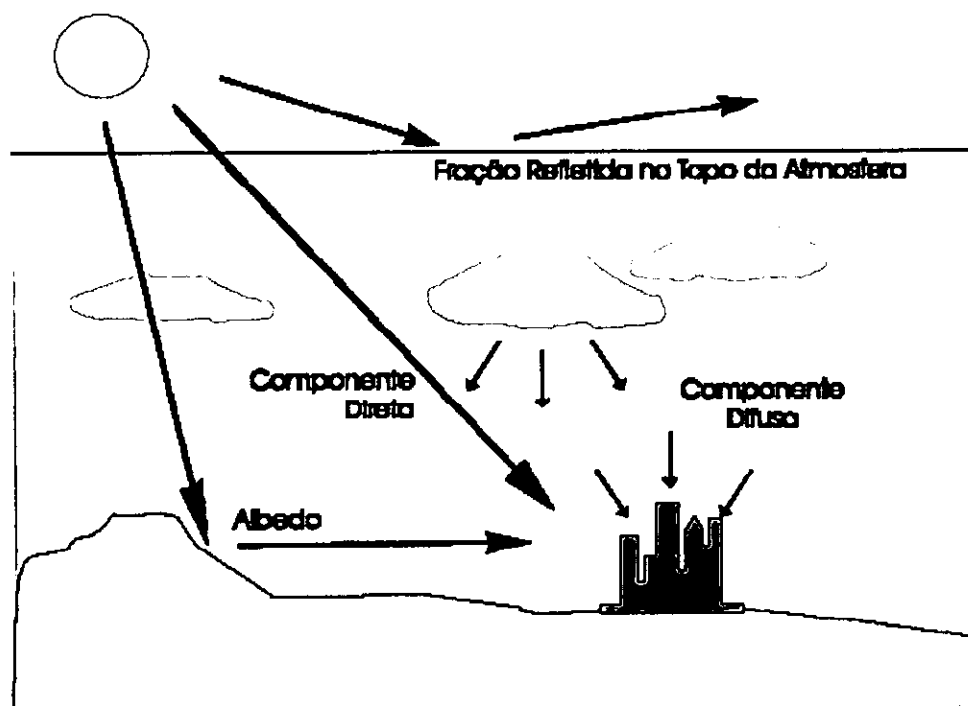 Fração Refletida no Topo da Atmosfera
Componente
Direta
Componente
Difusa
Albedo